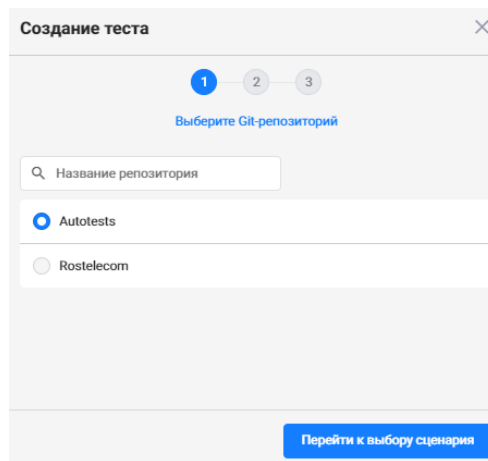 Создание теста
1 2 3
Выберите Git-репозиторий
Название репозитория
Autotests
Rostelecom
Перейти к выбору сценария